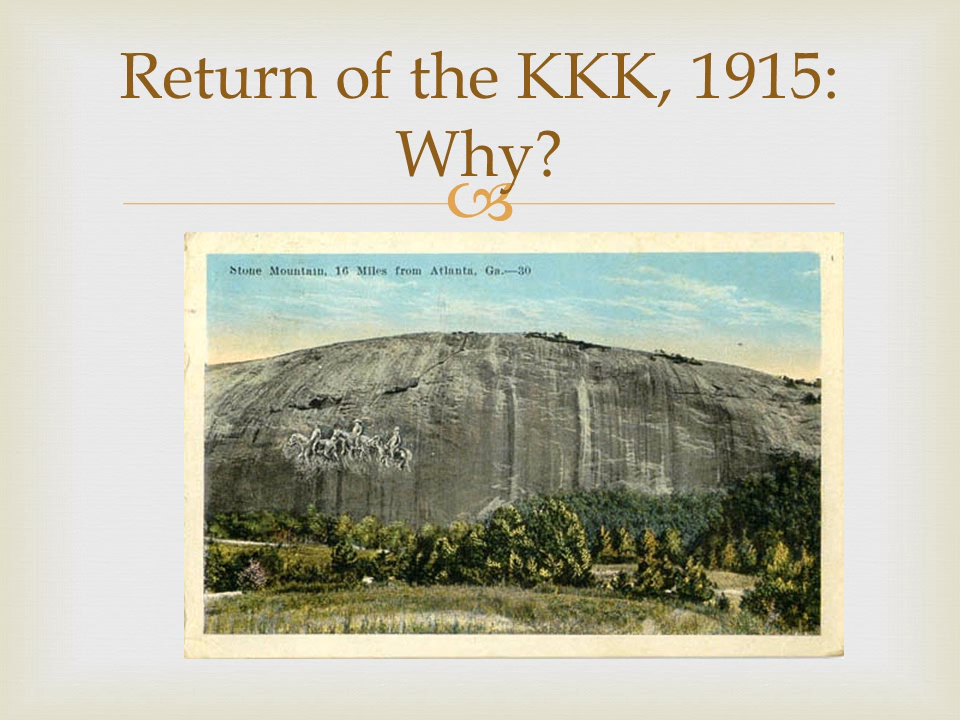 Return of the KKK, 1915:
Why?
Stone Mountain, 16 Miles from Atlanta, Ga.—30